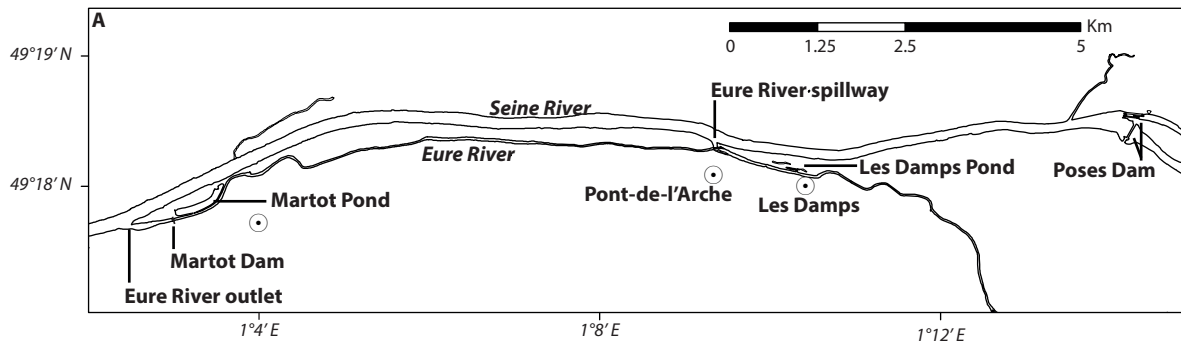 A
49°19′ N
49°18′ N
Km
0 1.25 2.5 5
Eure River spillway
Seine River
Eure River
Les Damps Pond
Poses Dam
Pont-de-l’Arche
Les Damps
Martot Pond
Martot Dam
Eure River outlet
1°4′ E 1°8′ E 1°12′ E